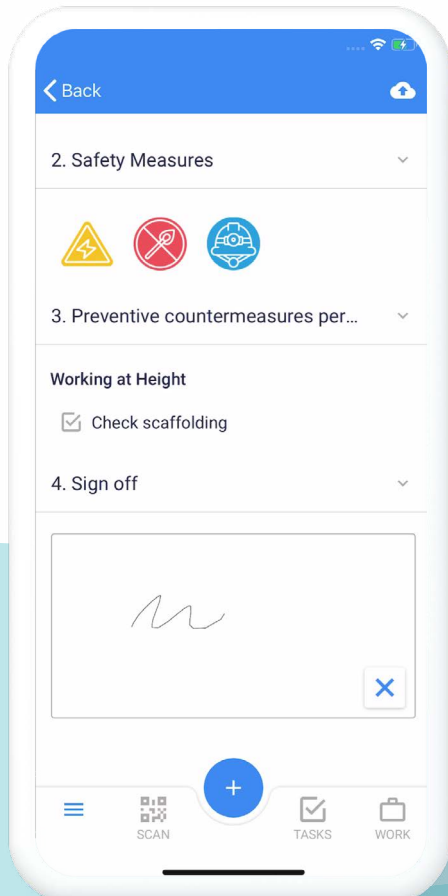 Back
2. Safety Measures
3. Preventive countermeasures per...
Working at Height
Check scaffolding
4. Sign off
SCAN
TASKS
WORK